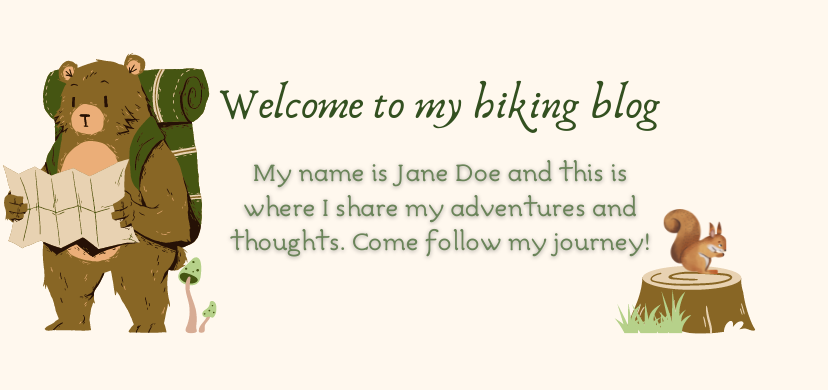 Welcome to my hiking blog
My name is Jane Doe and this is
where I share my adventures and
thoughts. Come follow my journey!